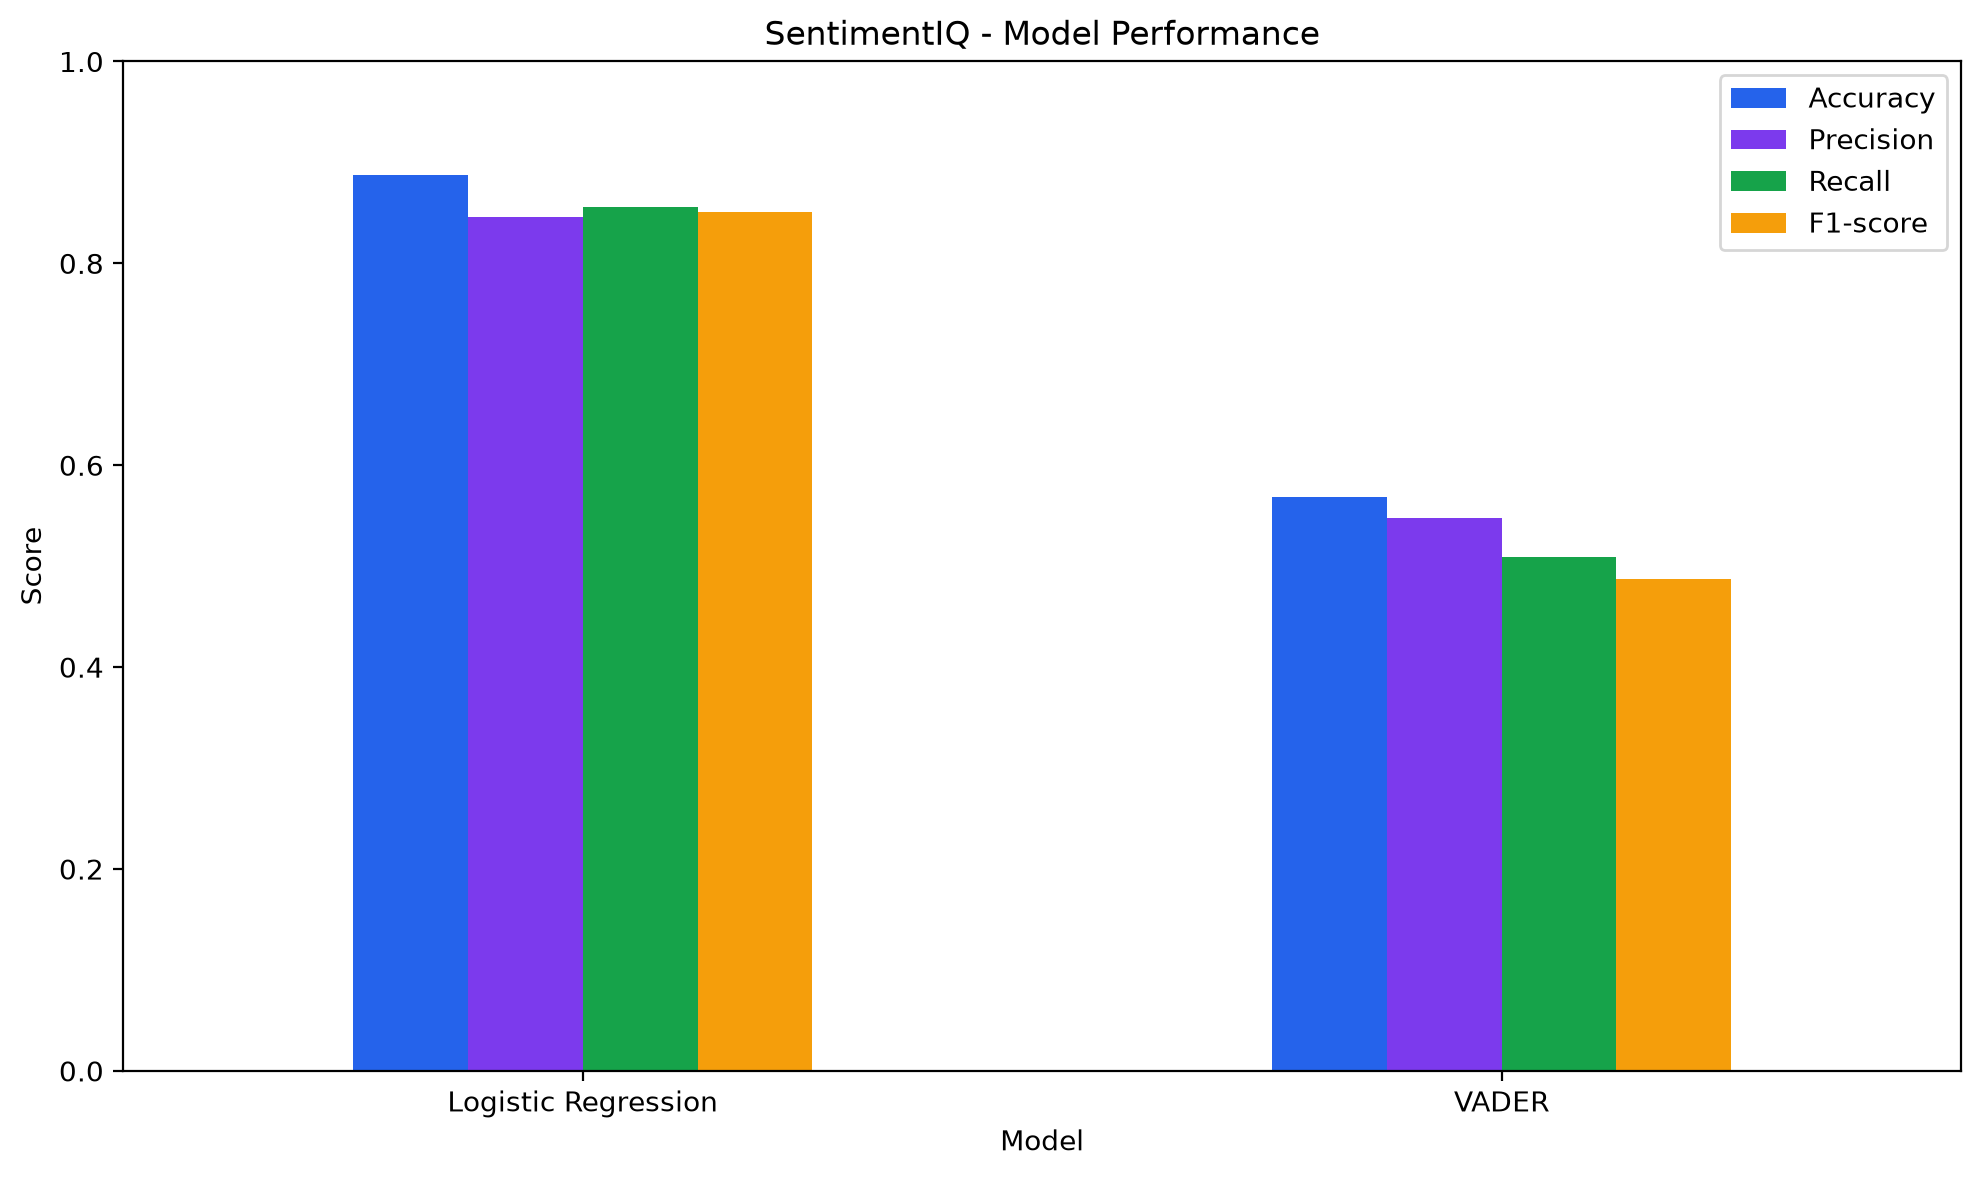 SentimentIQ - Model Performance
1.0
0.8
0.6
0.4
0.2
0.0
Score
Accuracy
Precision
Recall
F1-score
Logistic Regression
VADER
Model